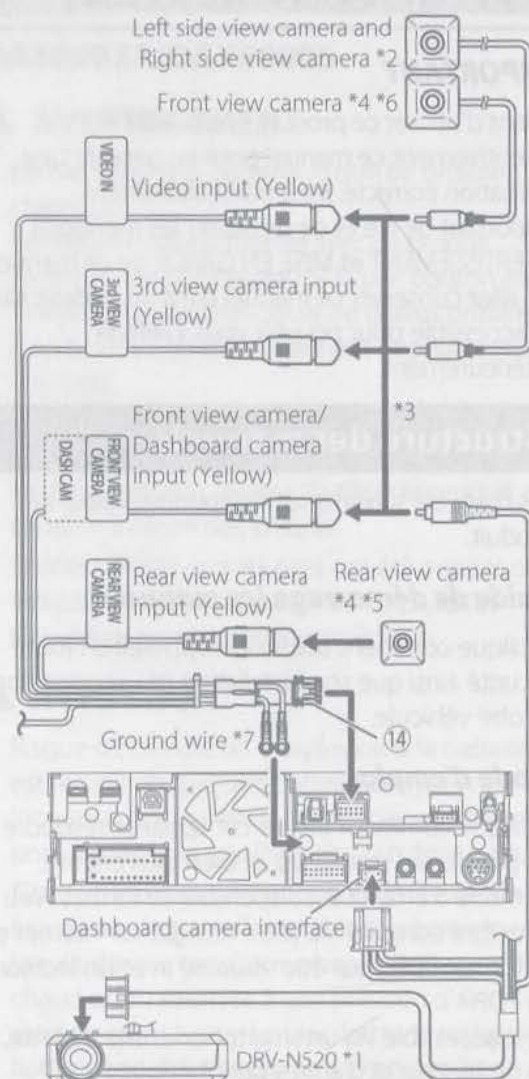 Left side view camera and
Right side view camera *2
Front view camera *4 *6
VIDEO IN
Video input (Yellow)
3rd VIEW
CAMERA
3rd view camera input
(Yellow)
*3
FRONT VIEW
CAMERA
DASH CAM
Front view camera/
Dashboard camera
input (Yellow)
REAR VIEW
CAMERA
Rear view camera
input (Yellow)
Rear view camera
*4 *5
Ground wire *7
⑭
Dashboard camera interface
DRV-N520 *1